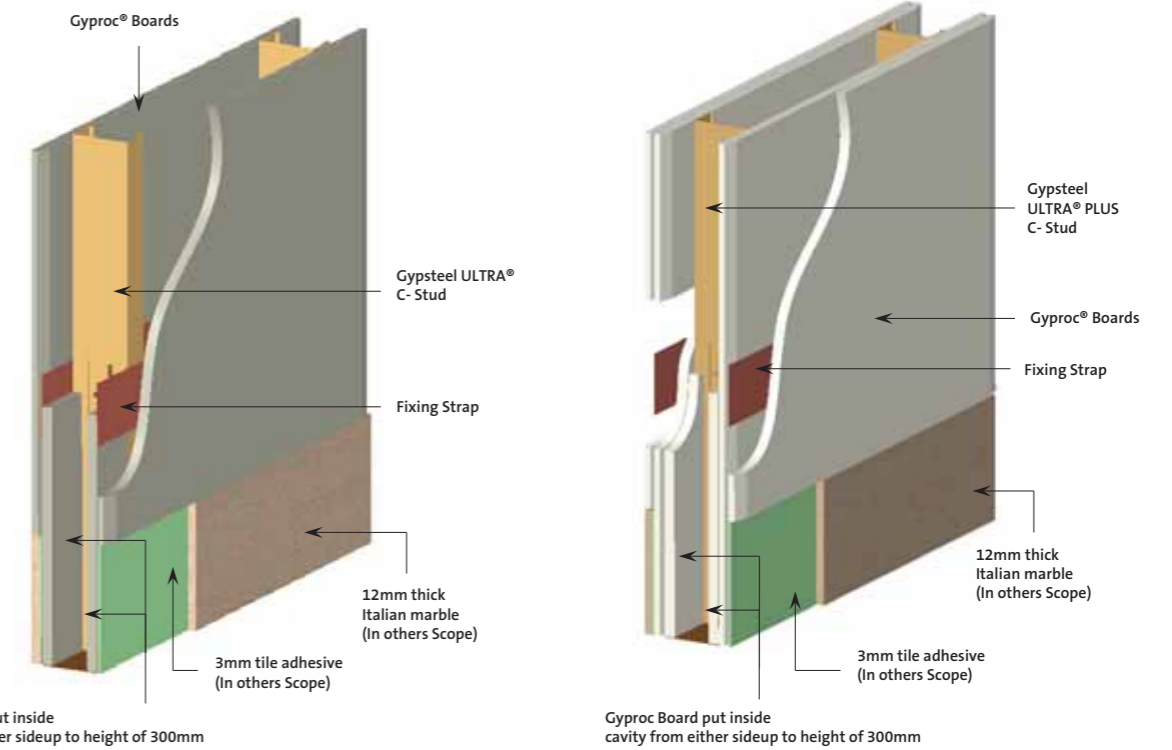 Gyproc® Boards
Gypsteel ULTRA®
C- Stud
Fixing Strap
12mm thick
Italian marble
(In others Scope)
3mm tile adhesive
(In others Scope)
inside
sideup to height of 300mm
Gypsteel
ULTRA® PLUS
C- Stud
Gyproc® Boards
Fixing Strap
12mm thick
Italian marble
(In others Scope)
3mm tile adhesive
(In others Scope)
Gyproc Board put inside
cavity from either sideup to height of 300mm